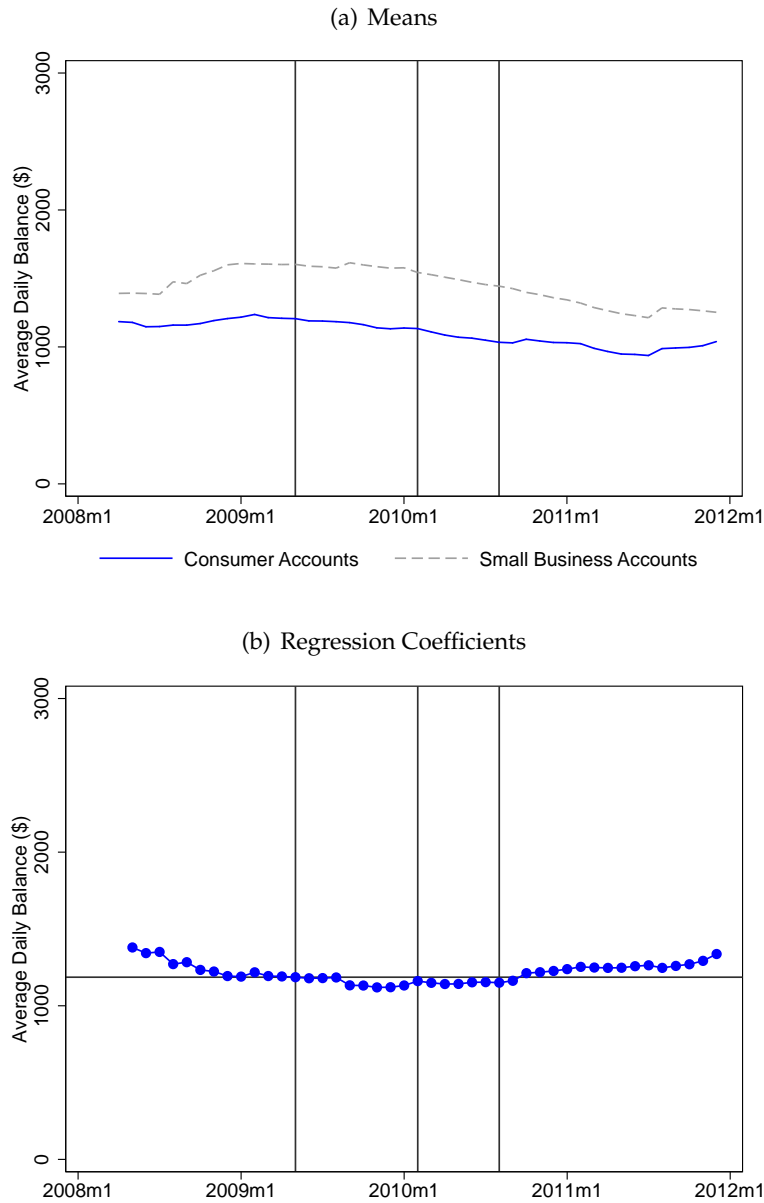 (a) Means
Average Daily Balance ($)
3000
2000
1000
0
2008m1 2009m1 2010m1 2011m1 2012m1
Consumer Accounts Small Business Accounts
(b) Regression Coefficients
Average Daily Balance ($)
3000
2000
1000
0
2008m1 2009m1 2010m1 2011m1 2012m1